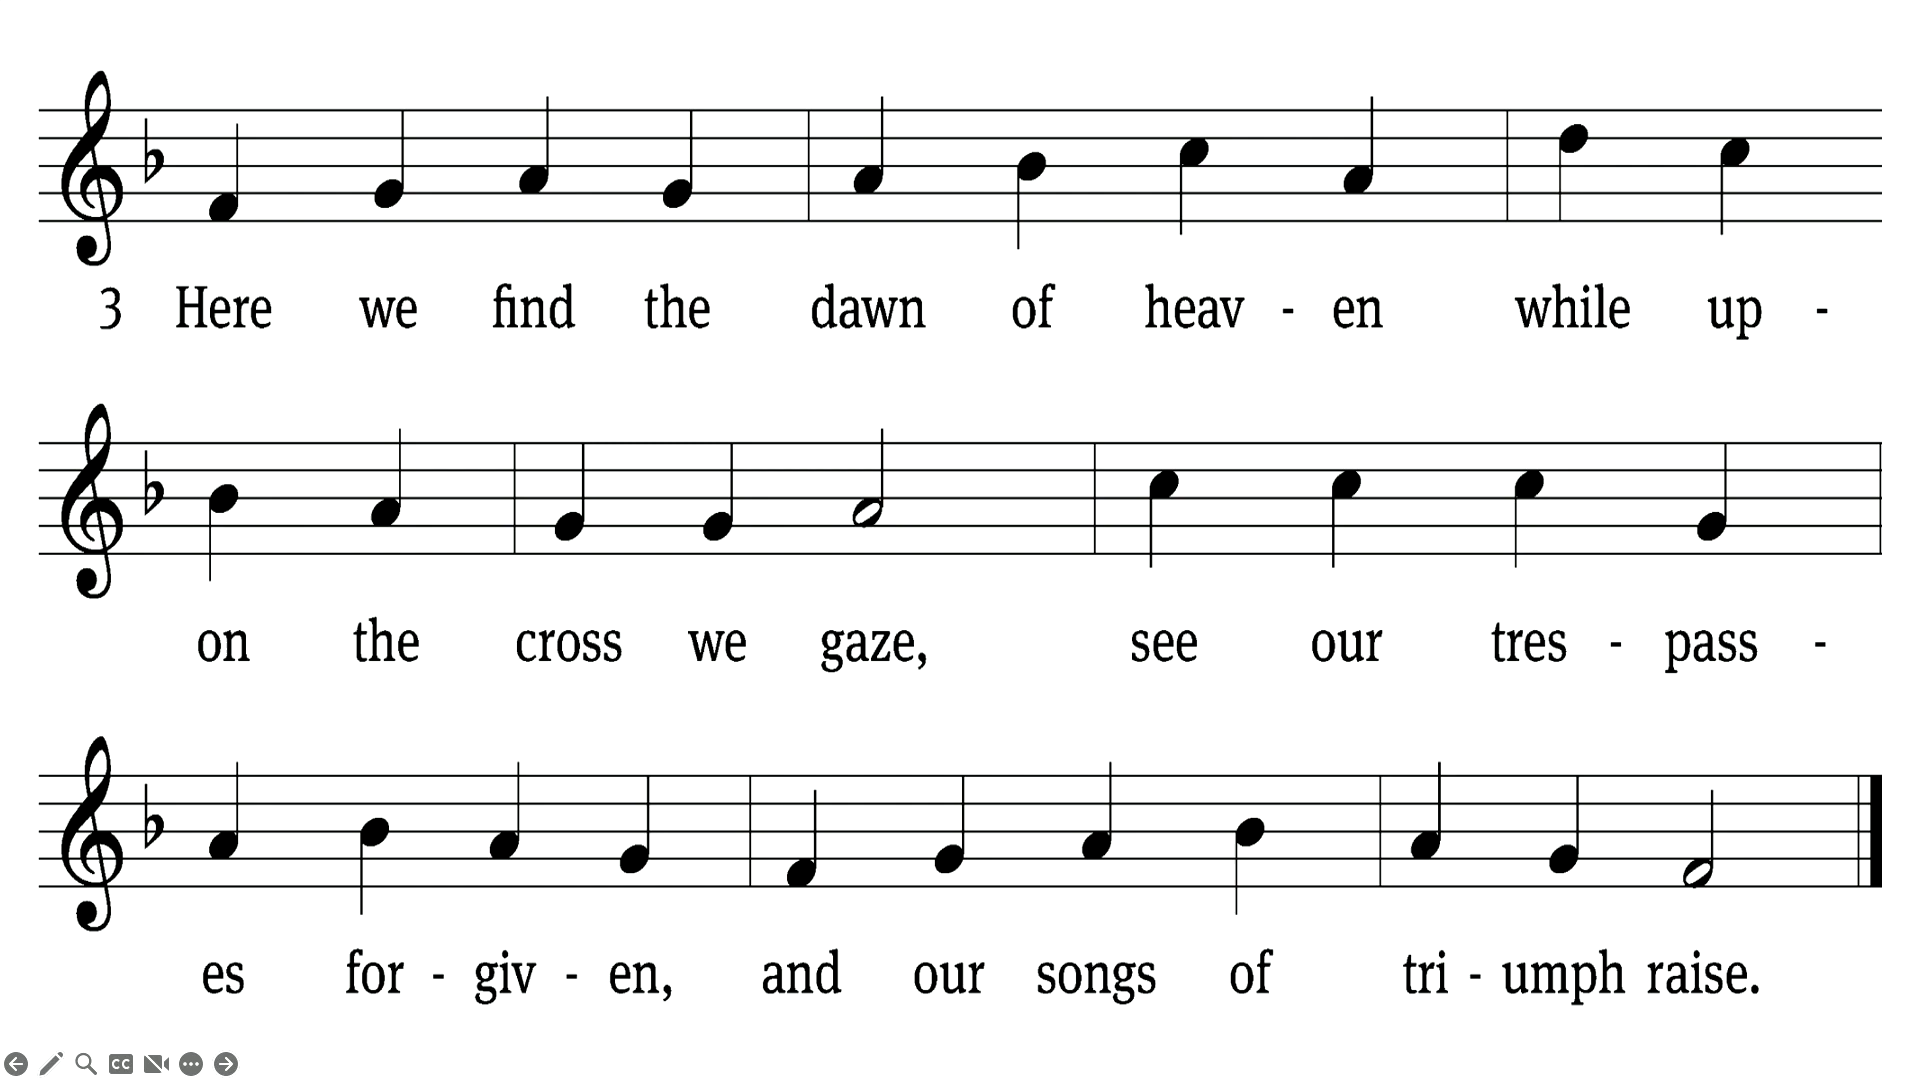 3 Here we find the dawn of heav - en while up -
on the cross we gaze, see our tres - pass -
es for - giv - en, and our songs of tri - umph raise.
CC